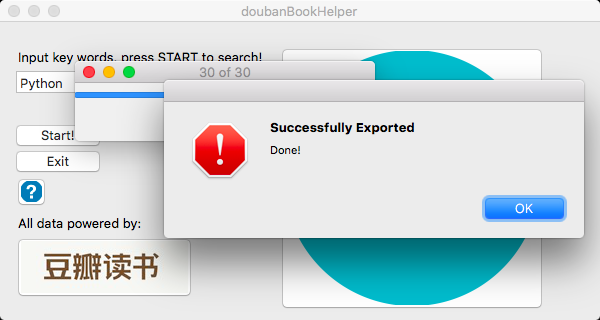 doubanBookHelper
Input key words, press START to search!
30 of 30
Python
Successfully Exported
Done!
Start!
Exit
?
OK
All data powered by:
豆瓣读书